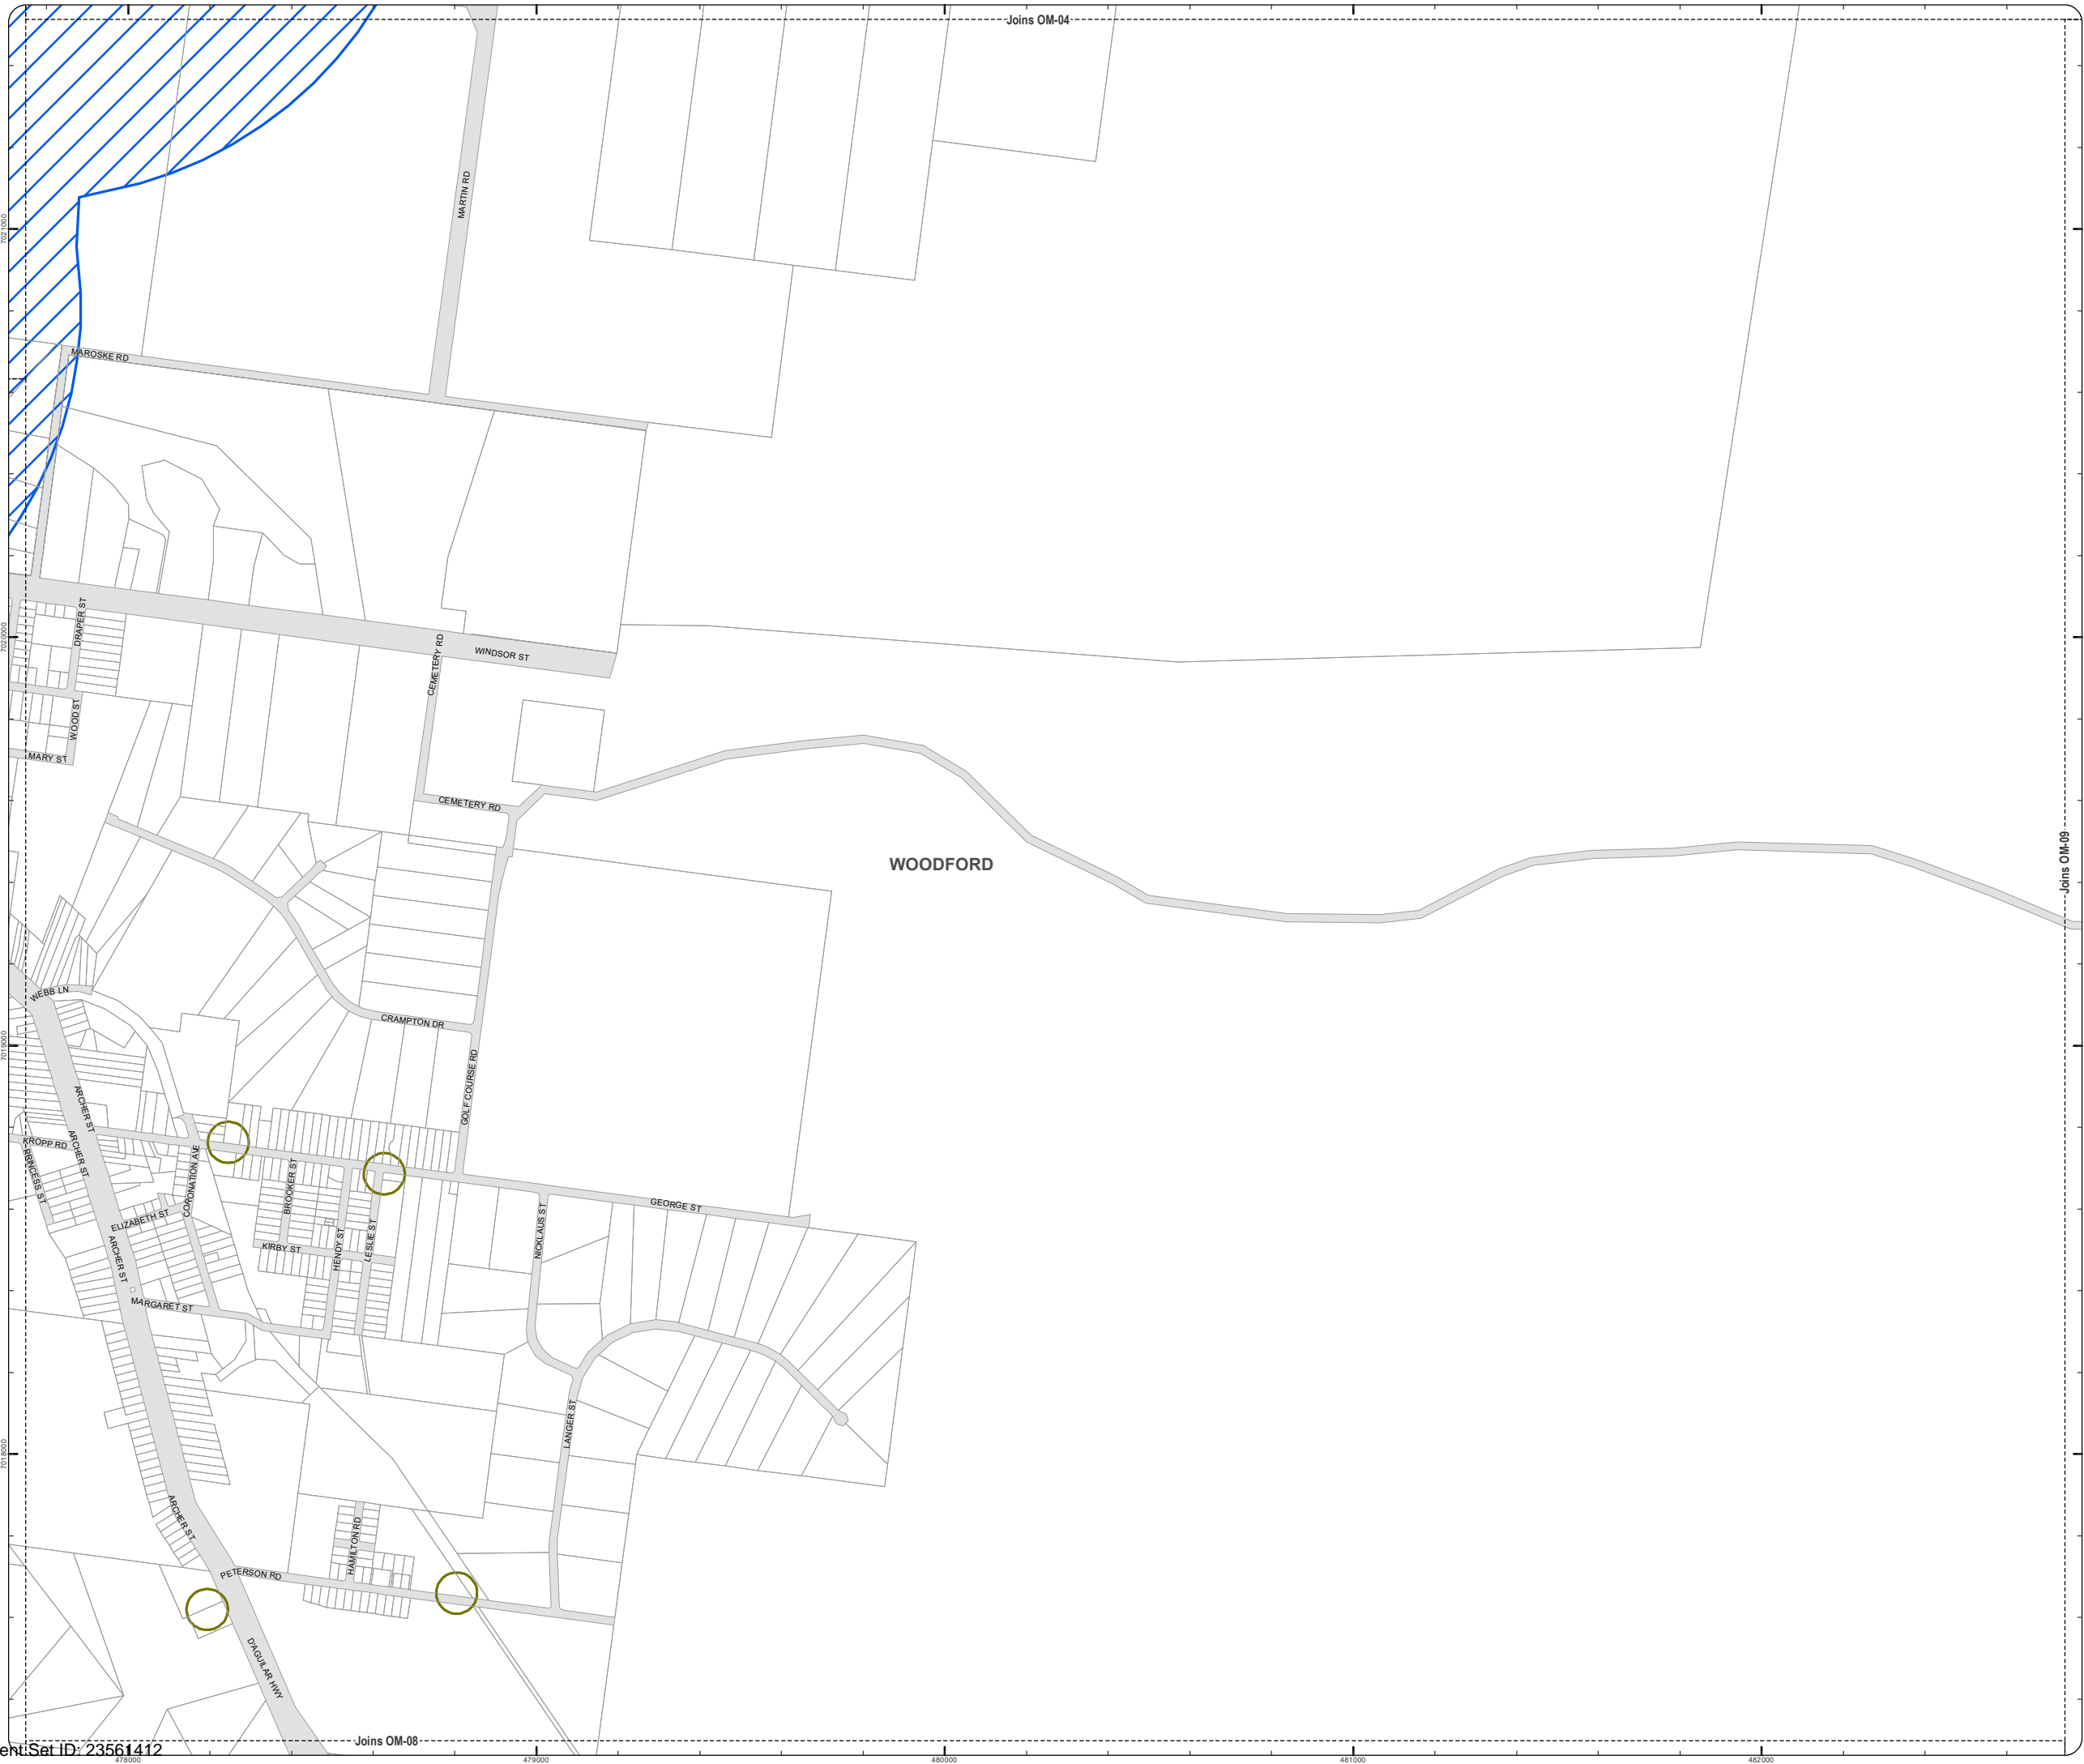 Joins OM-04
MARTIN RD
7021000
MAROSKE RD
DRAPER ST
7020000
CEMETERY RD
WINDSOR ST
WOOD ST
MARY ST
CEMETERY RD
WOODFORD
Joins OM-09
WEBB LN
CRAMPTON DR
7019000
GOLF COURSE RD
ARCHER ST
KROPP RD
ARCHER ST
PRINCESS ST
CORONATION AVE
BROOKER ST
GEORGE ST
ELIZABETH ST
NICKLAUS ST
LESLIE ST
HENDY ST
KIRBY ST
ARCHER ST
MARGARET ST
LANGER ST
7018000
ARCHER ST
HAMILTON RD
PETERSON RD
D'AGUILAR HWY
Joins OM-08
ent Set ID: 23561412
478000
479000
480000
481000
482000